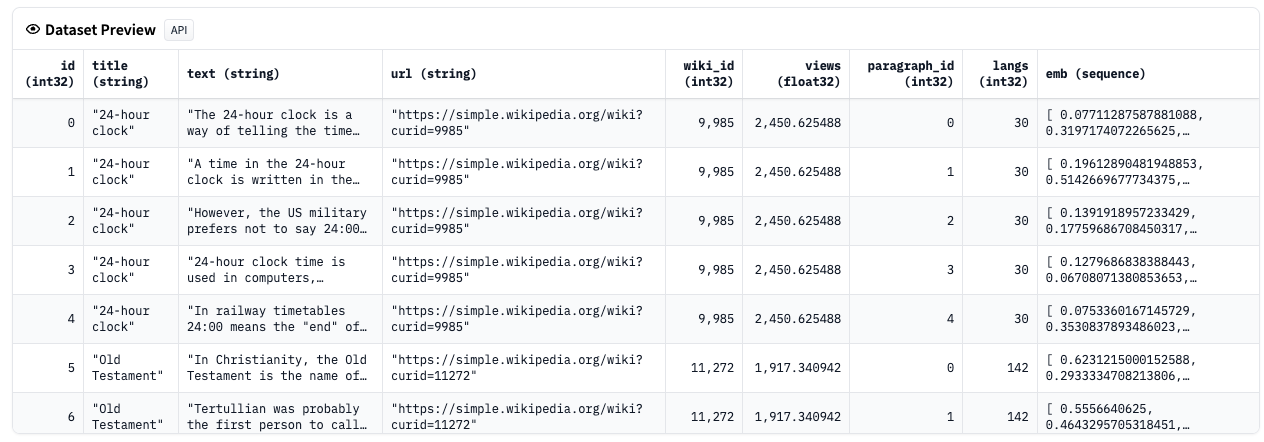 Dataset Preview API
id (int32) title (string) text (string) url (string) wiki_id (int32) views (float32) paragraph_id (int32) langs (int32) emb (sequence)
0 "24-hour clock" "The 24-hour clock is a way of telling the time… "https://simple.wikipedia.org/wiki?curid=9985" 9,985 2,450.625488 0 30 [ 0.07711287587881088, 0.3197174072265625,…
1 "24-hour clock" "A time in the 24-hour clock is written in the… "https://simple.wikipedia.org/wiki?curid=9985" 9,985 2,450.625488 1 30 [ 0.19612890481948853, 0.5142669677734375,…
2 "24-hour clock" "However, the US military prefers not to say 24:00… "https://simple.wikipedia.org/wiki?curid=9985" 9,985 2,450.625488 2 30 [ 0.1391918957233429, 0.17759686708450317,…
3 "24-hour clock" "24-hour clock time is used in computers,… "https://simple.wikipedia.org/wiki?curid=9985" 9,985 2,450.625488 3 30 [ 0.1279686838388443, 0.06708071380853653,…
4 "24-hour clock" "In railway timetables 24:00 means the "end" of… "https://simple.wikipedia.org/wiki?curid=9985" 9,985 2,450.625488 4 30 [ 0.0753360167145729, 0.3530837893486023,…
5 "Old Testament" "In Christianity, the Old Testament is the name of… "https://simple.wikipedia.org/wiki?curid=11272" 11,272 1,917.340942 0 142 [ 0.6231215000152588, 0.2933334708213806,…
6 "Old Testament" "Tertullian was probably the first person to call… "https://simple.wikipedia.org/wiki?curid=11272" 11,272 1,917.340942 1 142 [ 0.5556640625, 0.4643295705318451,…